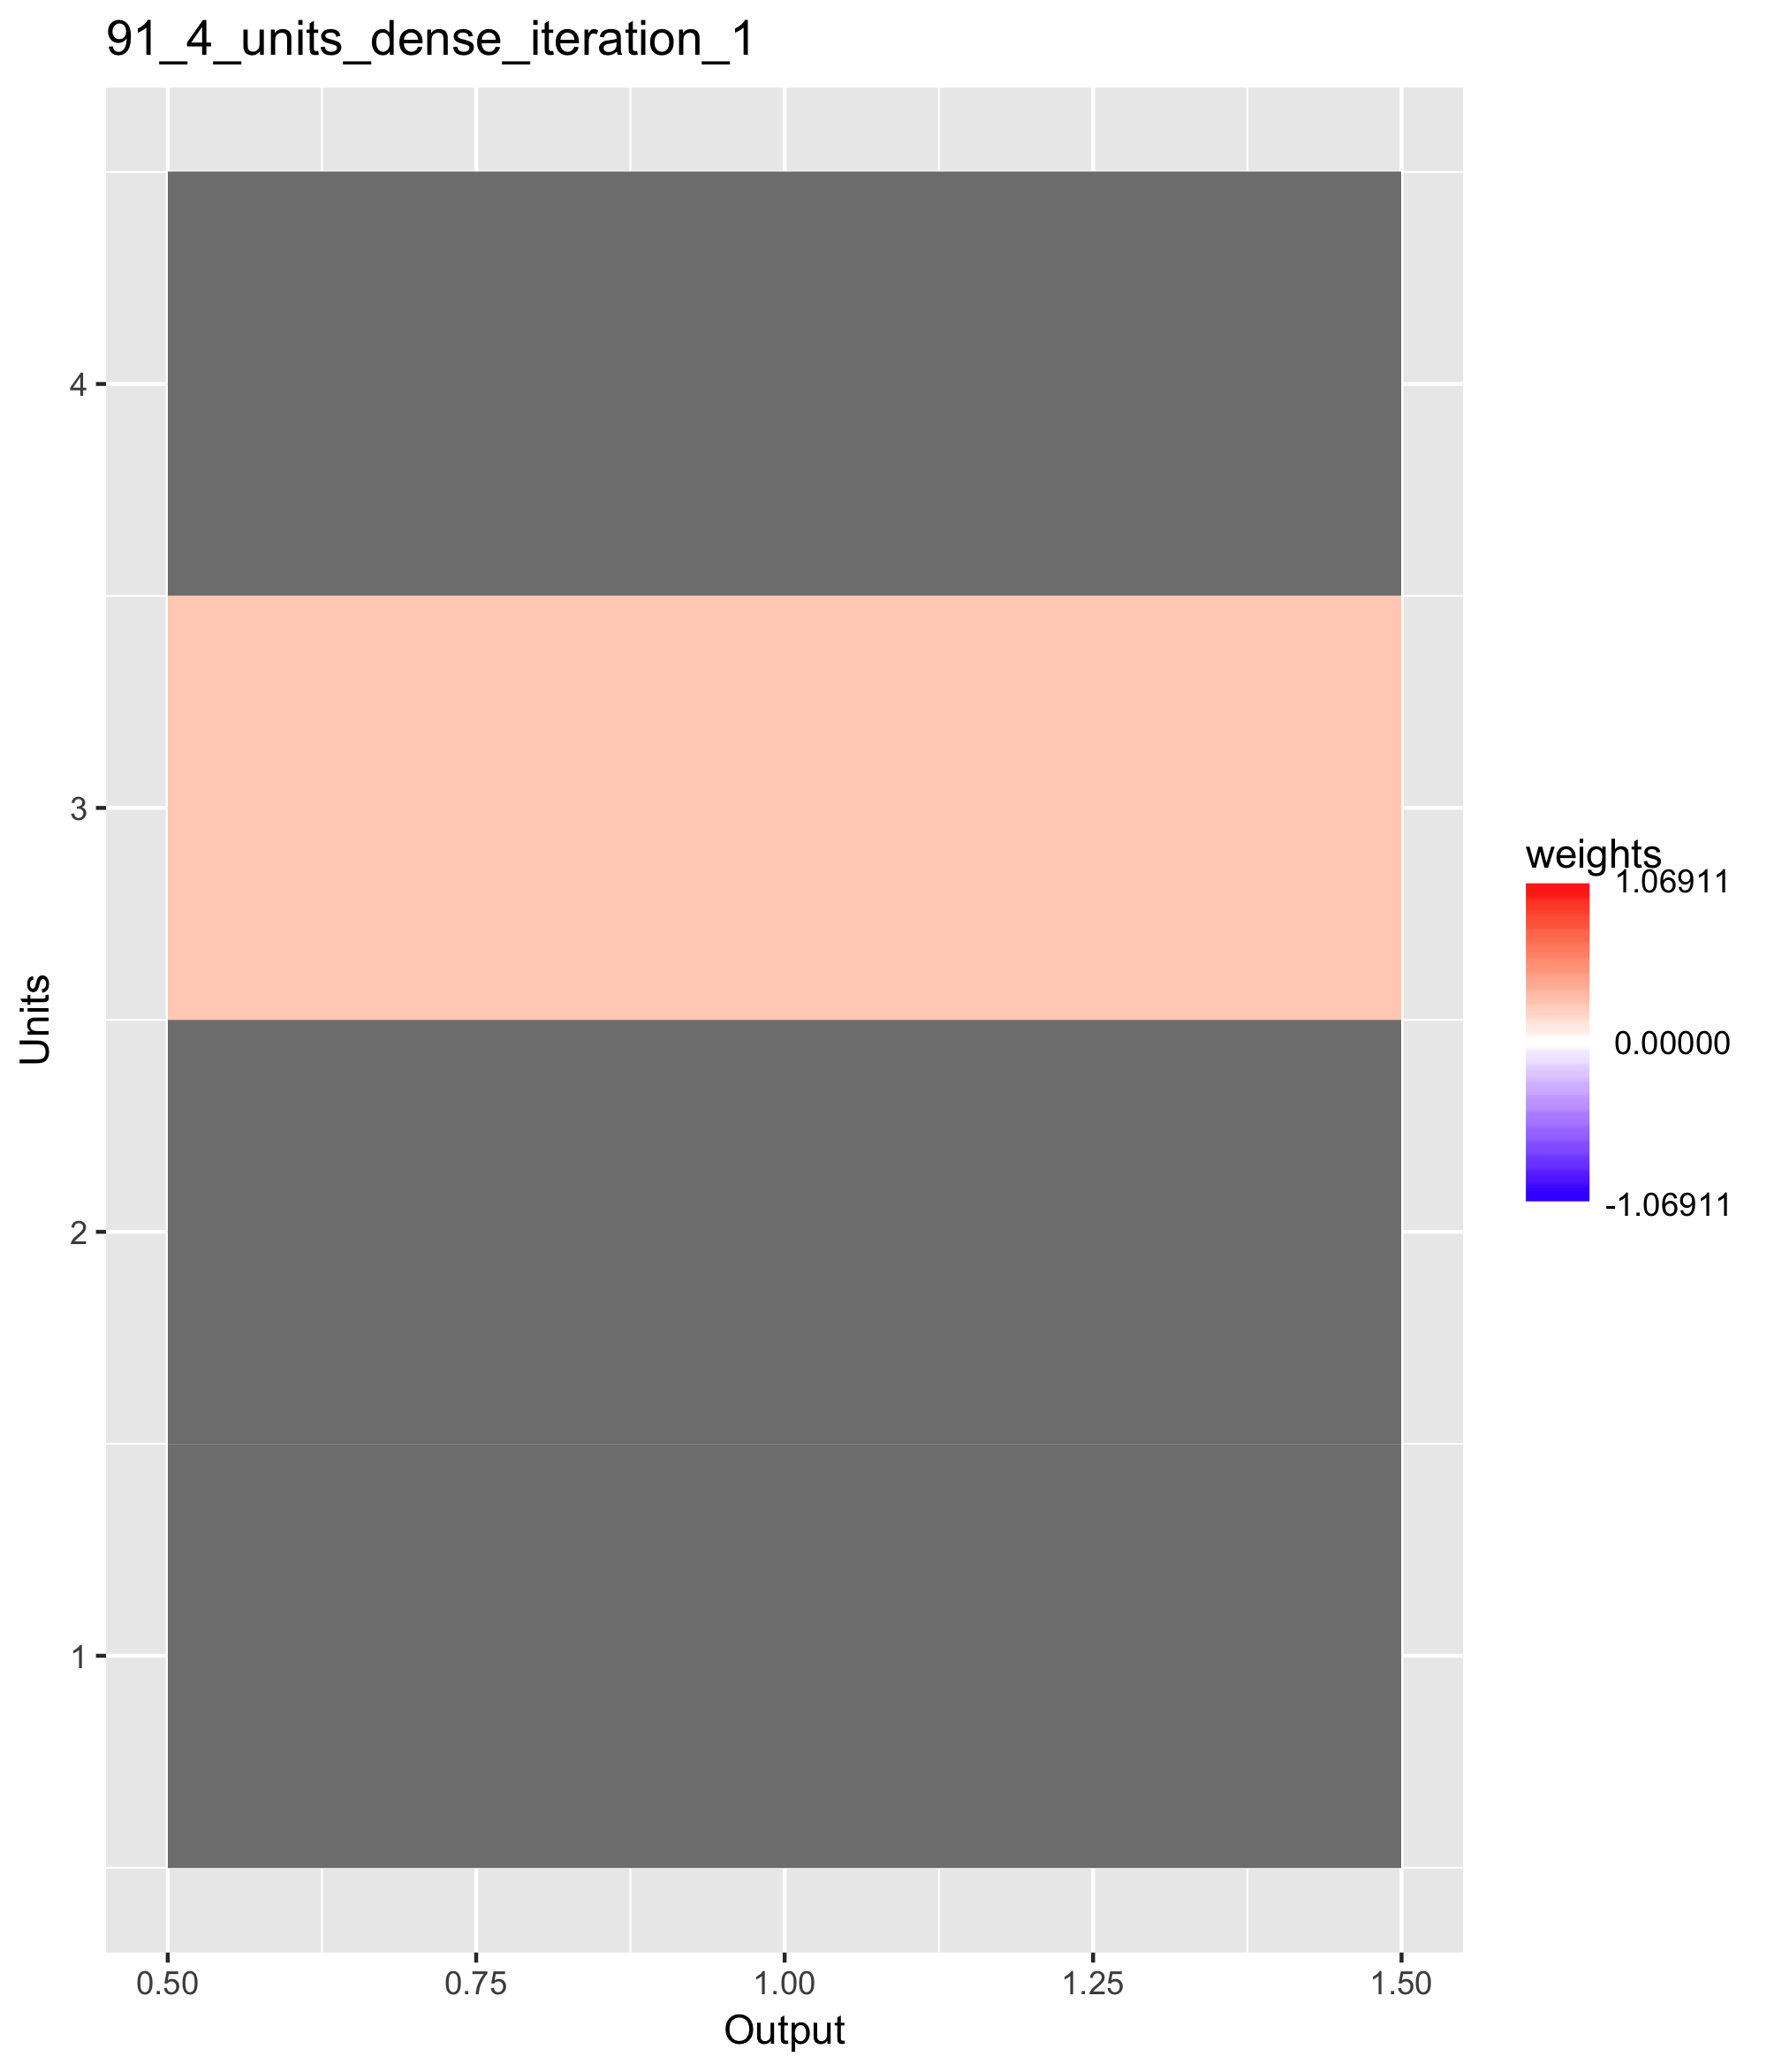 91_4_units_dense_iteration_1
4
3
2
1
Units
0.50 0.75 1.00 1.25 1.50
Output
weights
1.06911
0.00000
-1.06911